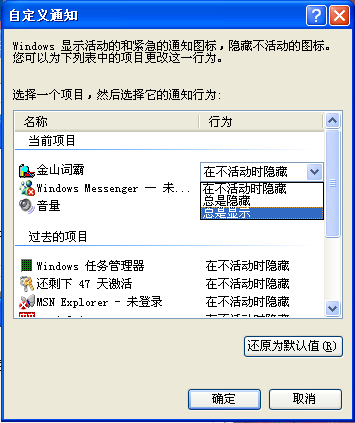 自定义通知
Windows 显示活动的和紧急的通知图标，隐藏不活动的图标。
您可以为下列表中的项目更改这一行为。
选择一个项目，然后选择它的通知行为:
名称 行为
当前项目
金山词霸 在不活动时隐藏
Windows Messenger — 未... 在不活动时隐藏
总是隐藏
音量 总是显示
过去的项目
Windows 任务管理器 在不活动时隐藏
还剩下 47 天激活 在不活动时隐藏
MSN Explorer - 未登录 在不活动时隐藏
还原为默认值(R)
确定 取消